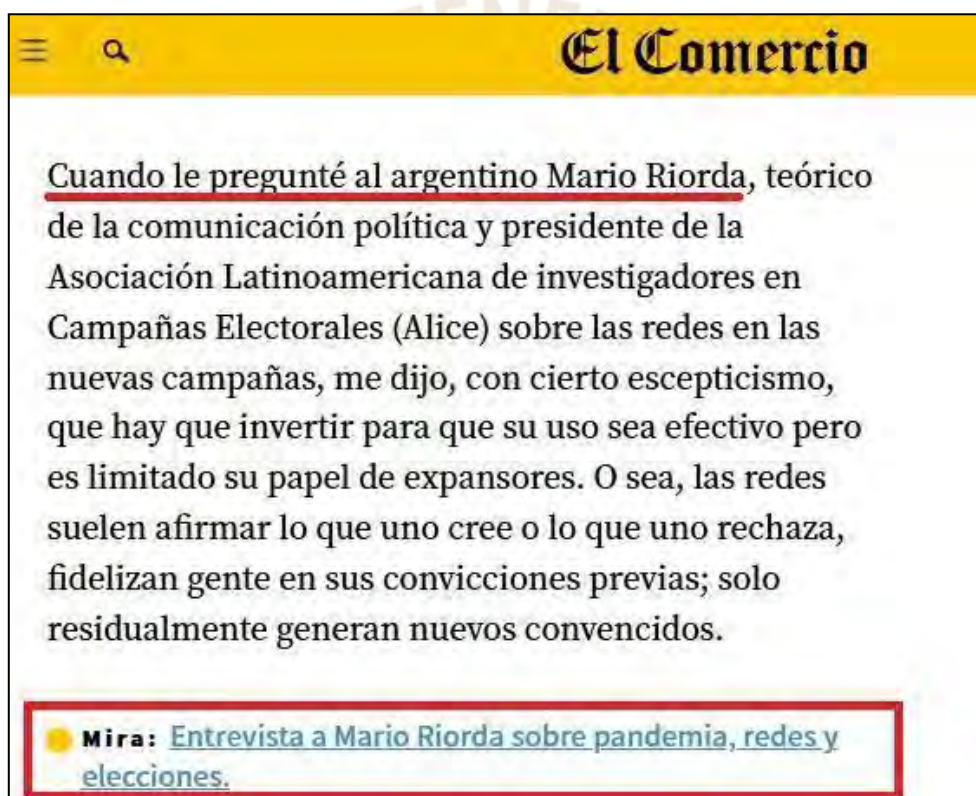 El Comercio
Cuando le pregunté al argentino Mario Riorda, teórico
de la comunicación política y presidente de la
Asociación Latinoamericana de investigadores en
Campañas Electorales (Alice) sobre las redes en las
nuevas campañas, me dijo, con cierto escepticismo,
que hay que invertir para que su uso sea efectivo pero
es limitado su papel de expansores. O sea, las redes
suelen afirmar lo que uno cree o lo que uno rechaza,
fidelizan gente en sus convicciones previas; solo
residualmente generan nuevos convencidos.
Mira: Entrevista a Mario Riorda sobre pandemia, redes y
elecciones.